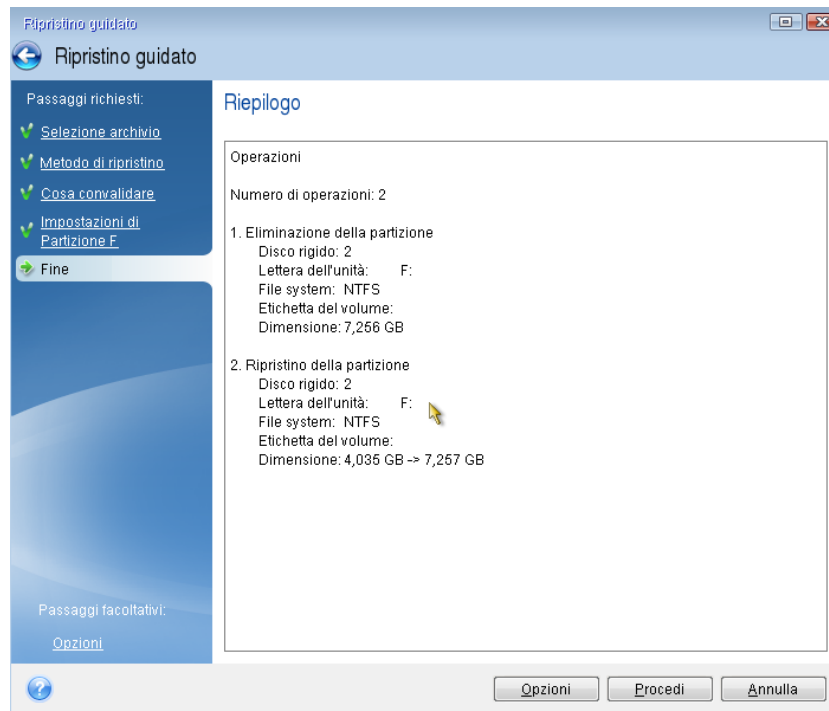 Ripristino guidato
Ripristino guidato
Passaggi richiesti:
Selezione archivio
Metodo di ripristino
Cosa convalidare
Impostazioni di
Partizione F
Fine
Passaggi facoltativi:
Opzioni
Riepilogo
Operazioni
Numero di operazioni: 2
1. Eliminazione della partizione
Disco rigido: 2
Lettera dell'unità: F:
File system: NTFS
Etichetta del volume:
Dimensione: 7,256 GB
2. Ripristino della partizione
Disco rigido: 2
Lettera dell'unità: F:
File system: NTFS
Etichetta del volume:
Dimensione: 4,035 GB -> 7,257 GB
?
Opzioni
Procedi
Annulla